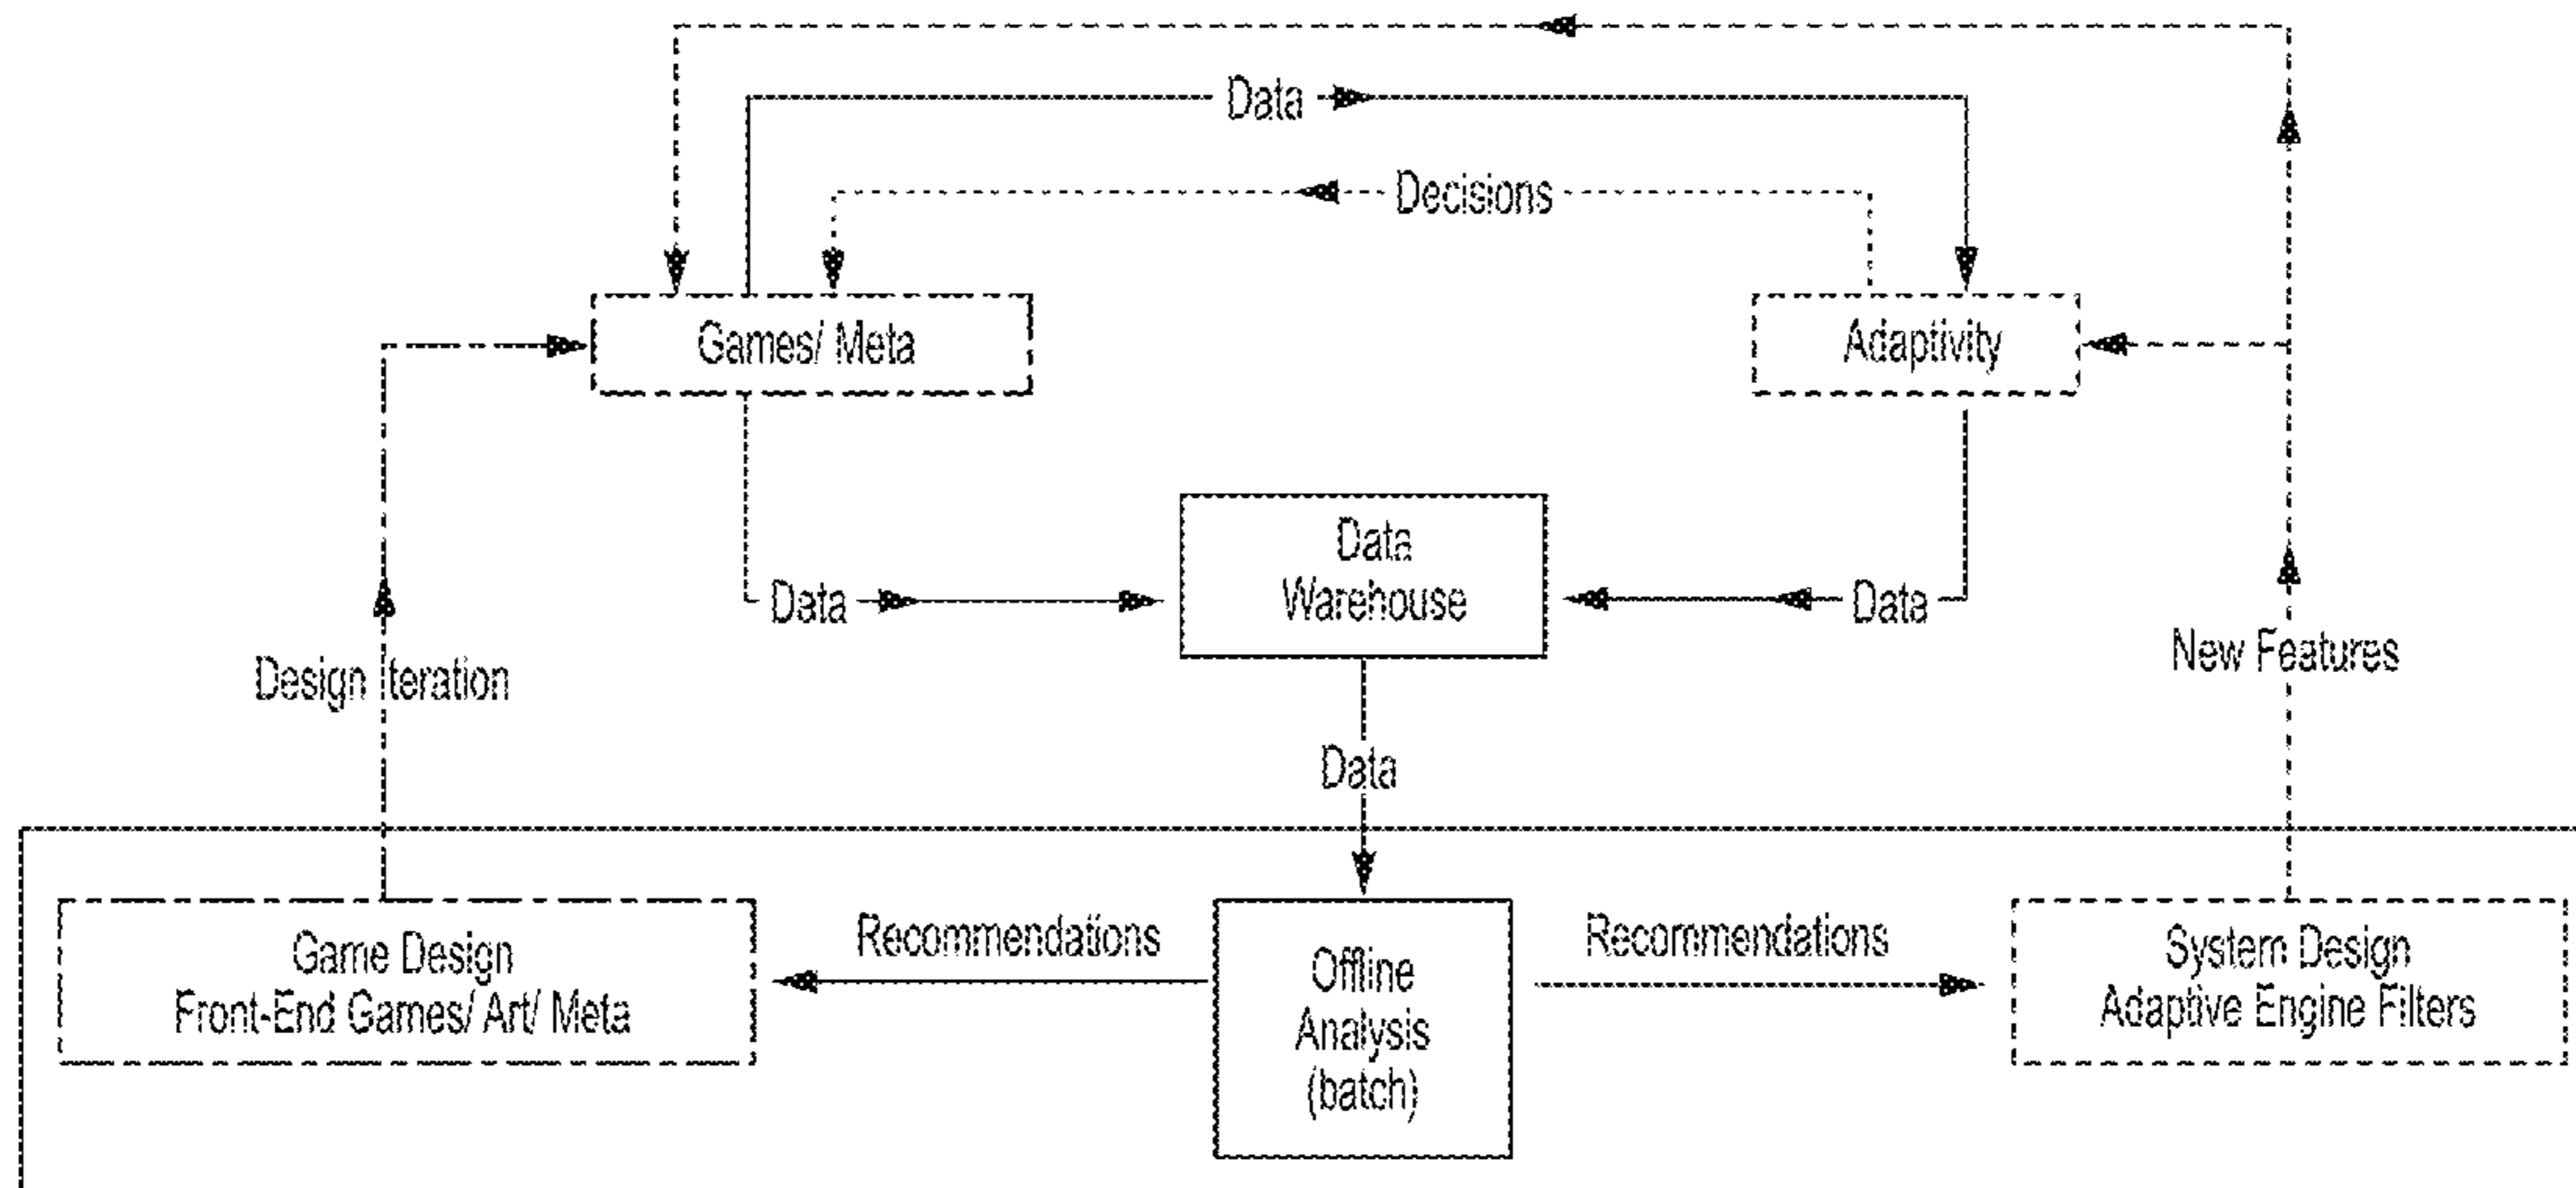 Data
Decisions
Games/ Meta
Adaptivity
Data
Warehouse
Data
Data
Design Iteration
New Features
Data
Game Design
Front-End Games/ Art/ Meta
Recommendations
Offline
Analysis
(batch)
Recommendations
System Design
Adaptive Engine Filters